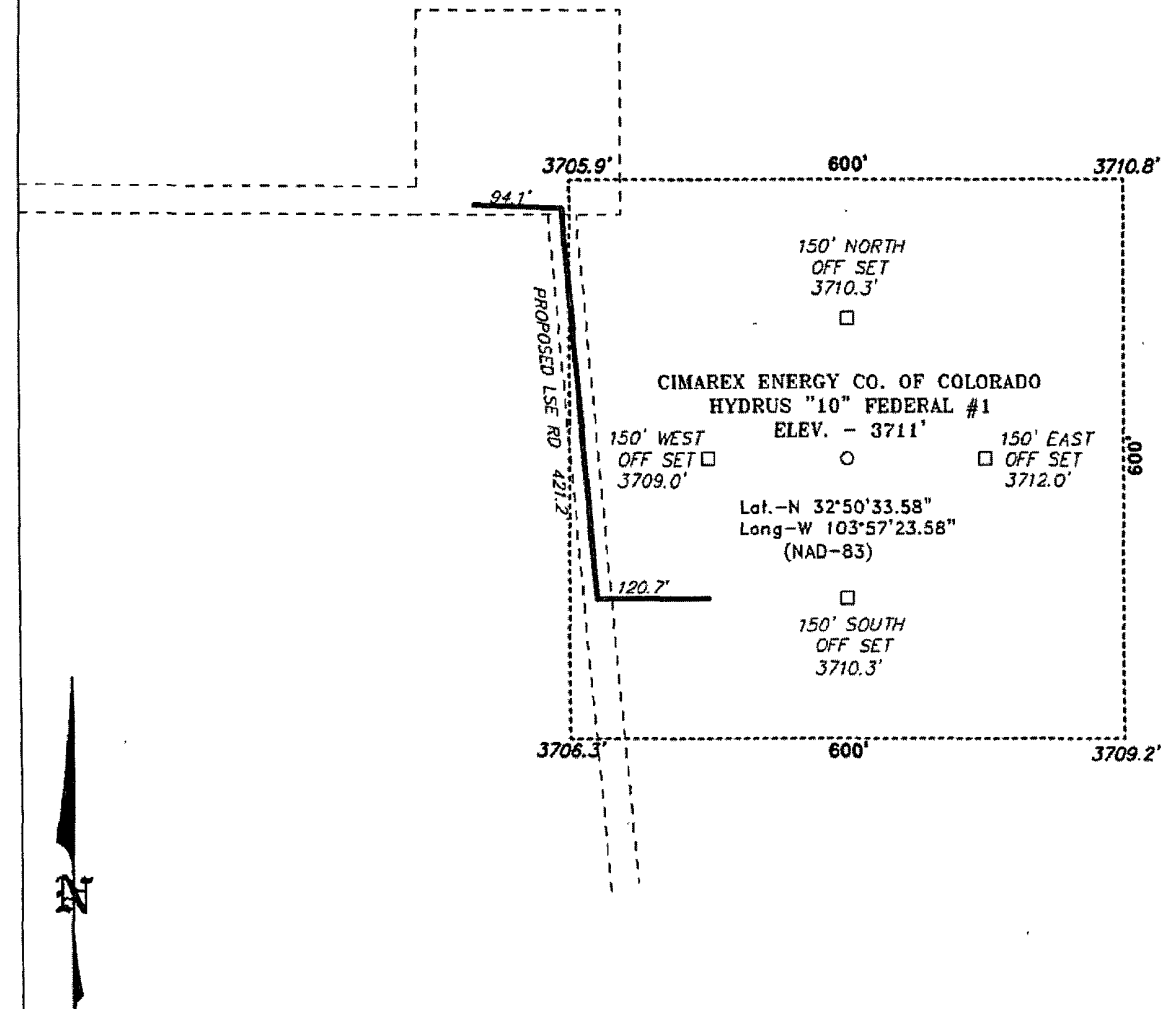 3705.9'
600'
3710.8'
94.1'
150' NORTH
OFF SET
3710.3'
PROPOSED LSE RD 421.2'
CIMAREX ENERGY CO. OF COLORADO
HYDRUS "10" FEDERAL #1
ELEV. - 3711'
150' WEST
OFF SET
3709.0'
150' EAST
OFF SET
3712.0'
600'
Lat.-N 32°50'33.58"
Long-W 103°57'23.58"
(NAD-83)
120.7'
150' SOUTH
OFF SET
3710.3'
3706.3'
600'
3709.2'
N